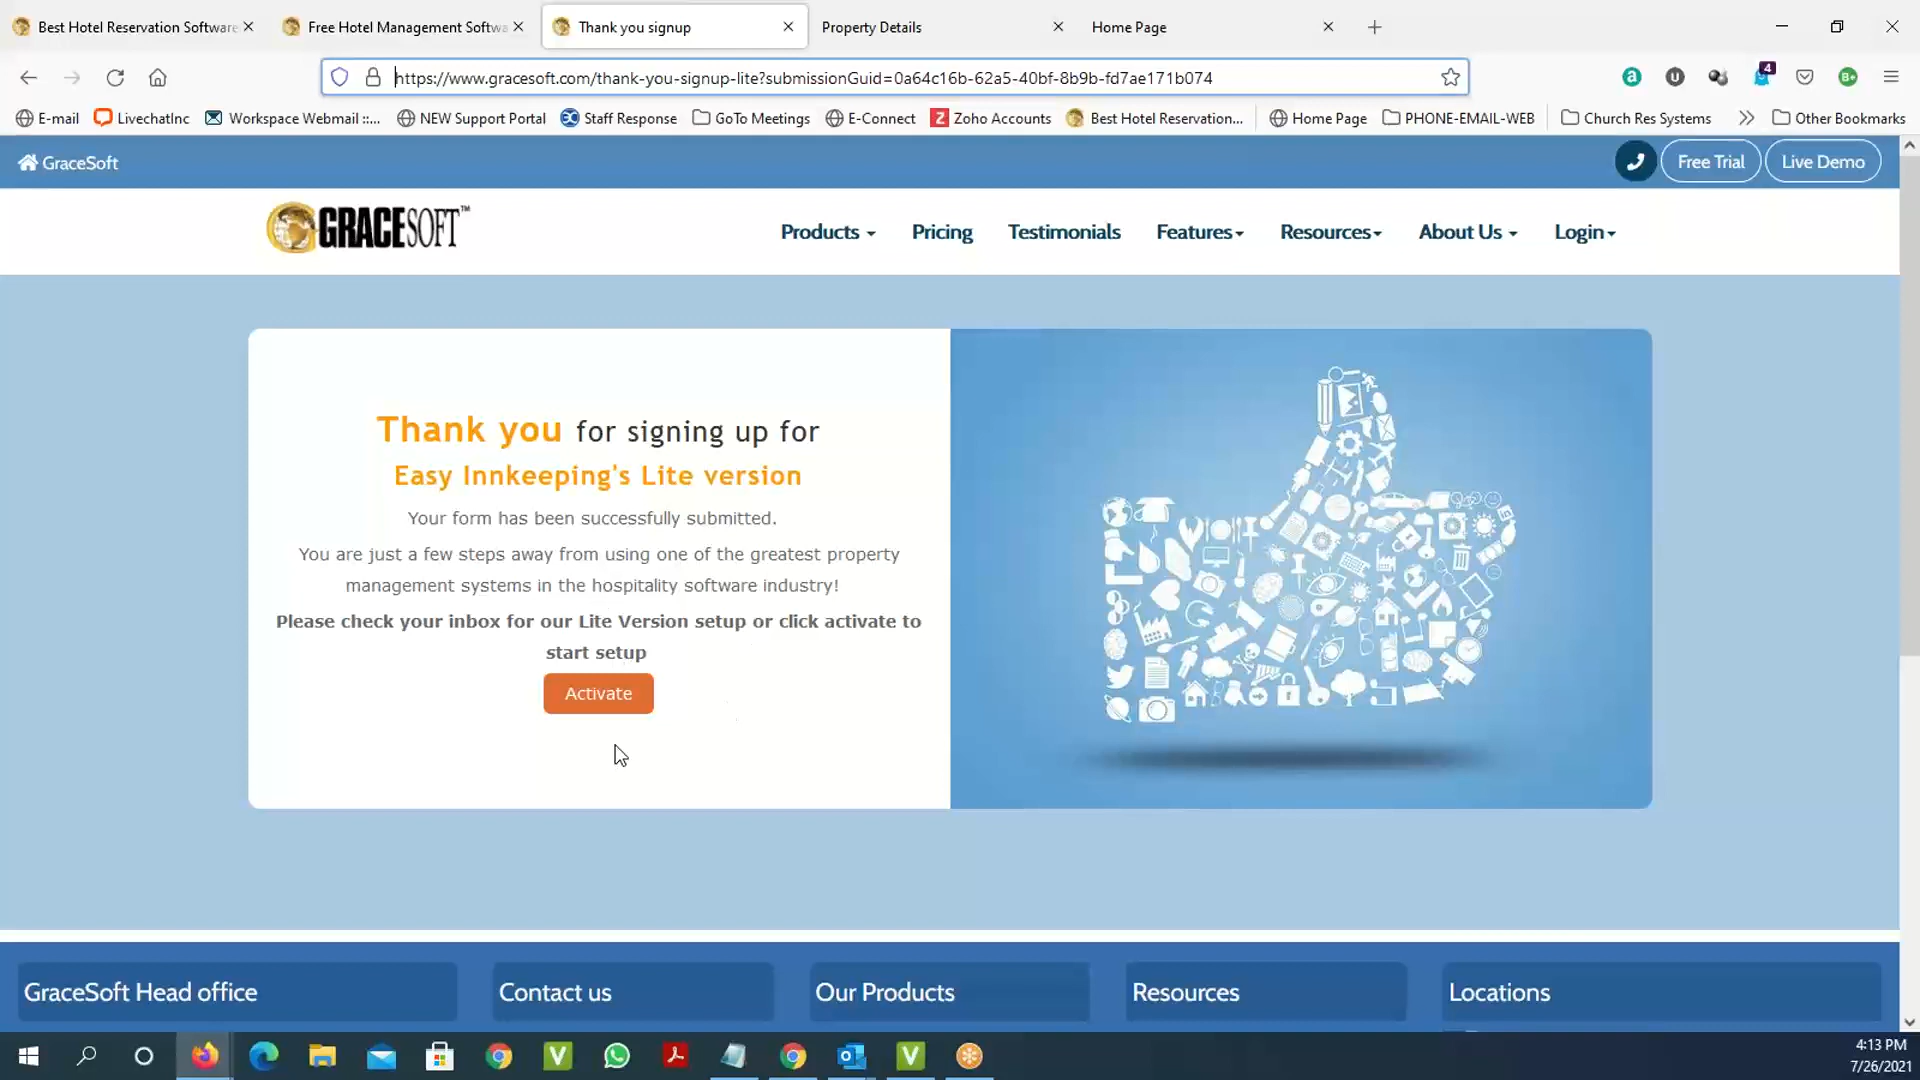 Best Hotel Reservation Software
Free Hotel Management Softwa
Thank you signup
Property Details
Home Page
https://www.gracesoft.com/thank-you-signup-lite?submissionGuid=0a64c16b-62a5-40bf-8b9b-fd7ae171b074
a
U
4
B+
E-mail
LivechatInc
Workspace Webmail ::...
NEW Support Portal
Staff Response
GoTo Meetings
E-Connect
Zoho Accounts
Best Hotel Reservation...
Home Page
PHONE-EMAIL-WEB
Church Res Systems
Other Bookmarks
GraceSoft
Free Trial
Live Demo
GRACESOFT™
Products
Pricing
Testimonials
Features
Resources
About Us
Login
Thank you for signing up for
Easy Innkeeping's Lite version
Your form has been successfully submitted.
You are just a few steps away from using one of the greatest property
management systems in the hospitality software industry!
Please check your inbox for our Lite Version setup or click activate to
start setup
Activate
GraceSoft Head office
Contact us
Our Products
Resources
Locations
4:13 PM
7/26/2021